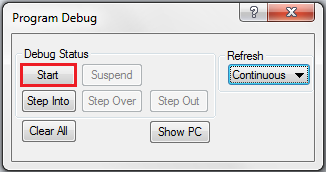 Program Debug
?
Debug Status
Refresh
Start Suspend
Continuous
Step Into Step Over Step Out
Clear All Show PC